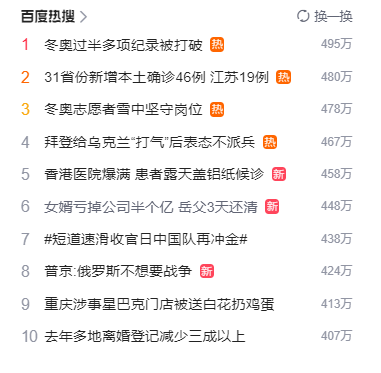 百度热搜 > 换一换
1 冬奥过半多项纪录被打破 热 495万
2 31省份新增本土确诊46例 江苏19例 热 480万
3 冬奥志愿者雪中坚守岗位 热 478万
4 拜登给乌克兰“打气”后表态不派兵 热 467万
5 香港医院爆满 患者露天盖铝纸候诊 新 458万
6 女婿亏掉公司半个亿 岳父3天还清 新 448万
7 #短道速滑收官日中国队再冲金# 438万
8 普京:俄罗斯不想要战争 新 424万
9 重庆涉事星巴克门店被送白花扔鸡蛋 413万
10 去年多地离婚登记减少三成以上 407万